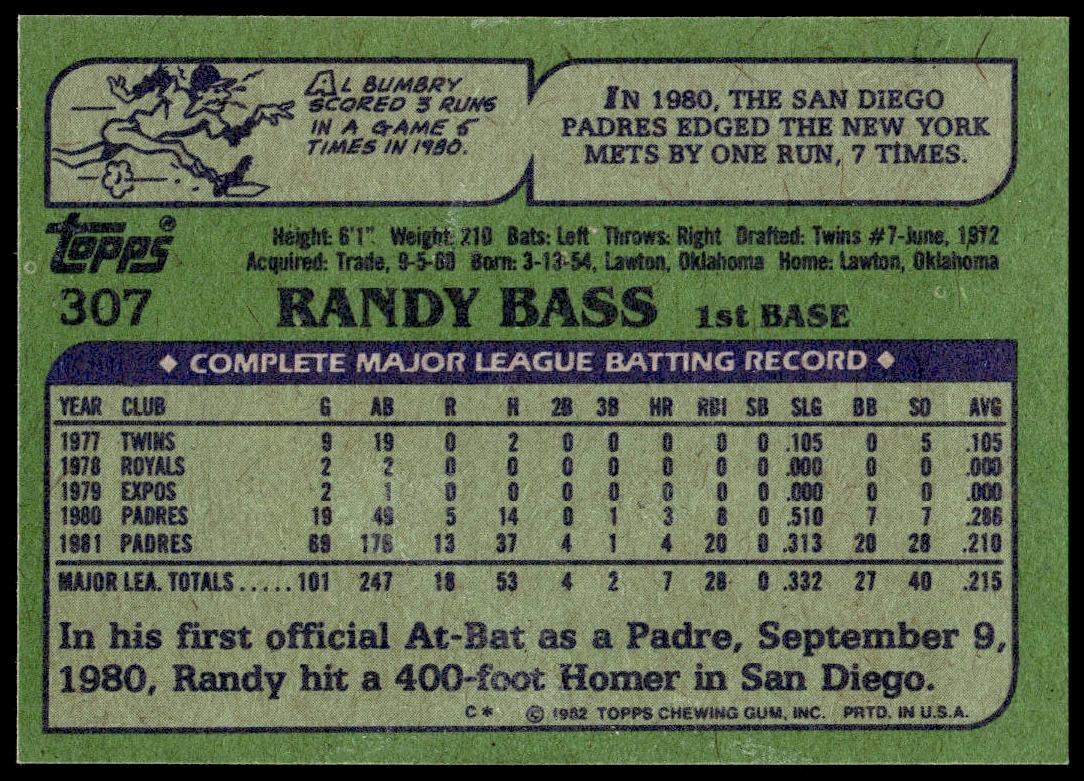 AL BUMBRY
SCORED 3 RUNS
IN A GAME 6
TIMES IN 1980.
IN 1980, THE SAN DIEGO
PADRES EDGED THE NEW YORK
METS BY ONE RUN, 7 TIMES.
Topps®
307
Height: 6'1". Weight: 210 Bats: Left Throws: Right Drafted: Twins #7-June, 1972
Acquired: Trade, 9-5-80 Born: 3-13-54, Lawton, Oklahoma Home: Lawton, Oklahoma
RANDY BASS 1st BASE
◆ COMPLETE MAJOR LEAGUE BATTING RECORD ◆
YEAR CLUB G AB R H 2B 3B HR RBI SB SLG BB SO AVG
1977 TWINS 9 19 0 2 0 0 0 0 0 .105 0 5 .105
1978 ROYALS 2 2 0 0 0 0 0 0 0 .000 0 0 .000
1979 EXPOS 2 1 0 0 0 0 0 0 0 .000 0 0 .000
1980 PADRES 19 49 5 14 0 1 3 8 0 .510 7 7 .286
1981 PADRES 69 176 13 37 4 1 4 20 0 .313 20 28 .210
MAJOR LEA. TOTALS..... 101 247 18 53 4 2 7 28 0 .332 27 40 .215
In his first official At-Bat as a Padre, September 9,
1980, Randy hit a 400-foot Homer in San Diego.
C* © 1982 TOPPS CHEWING GUM, INC. PRTD. IN U.S.A.